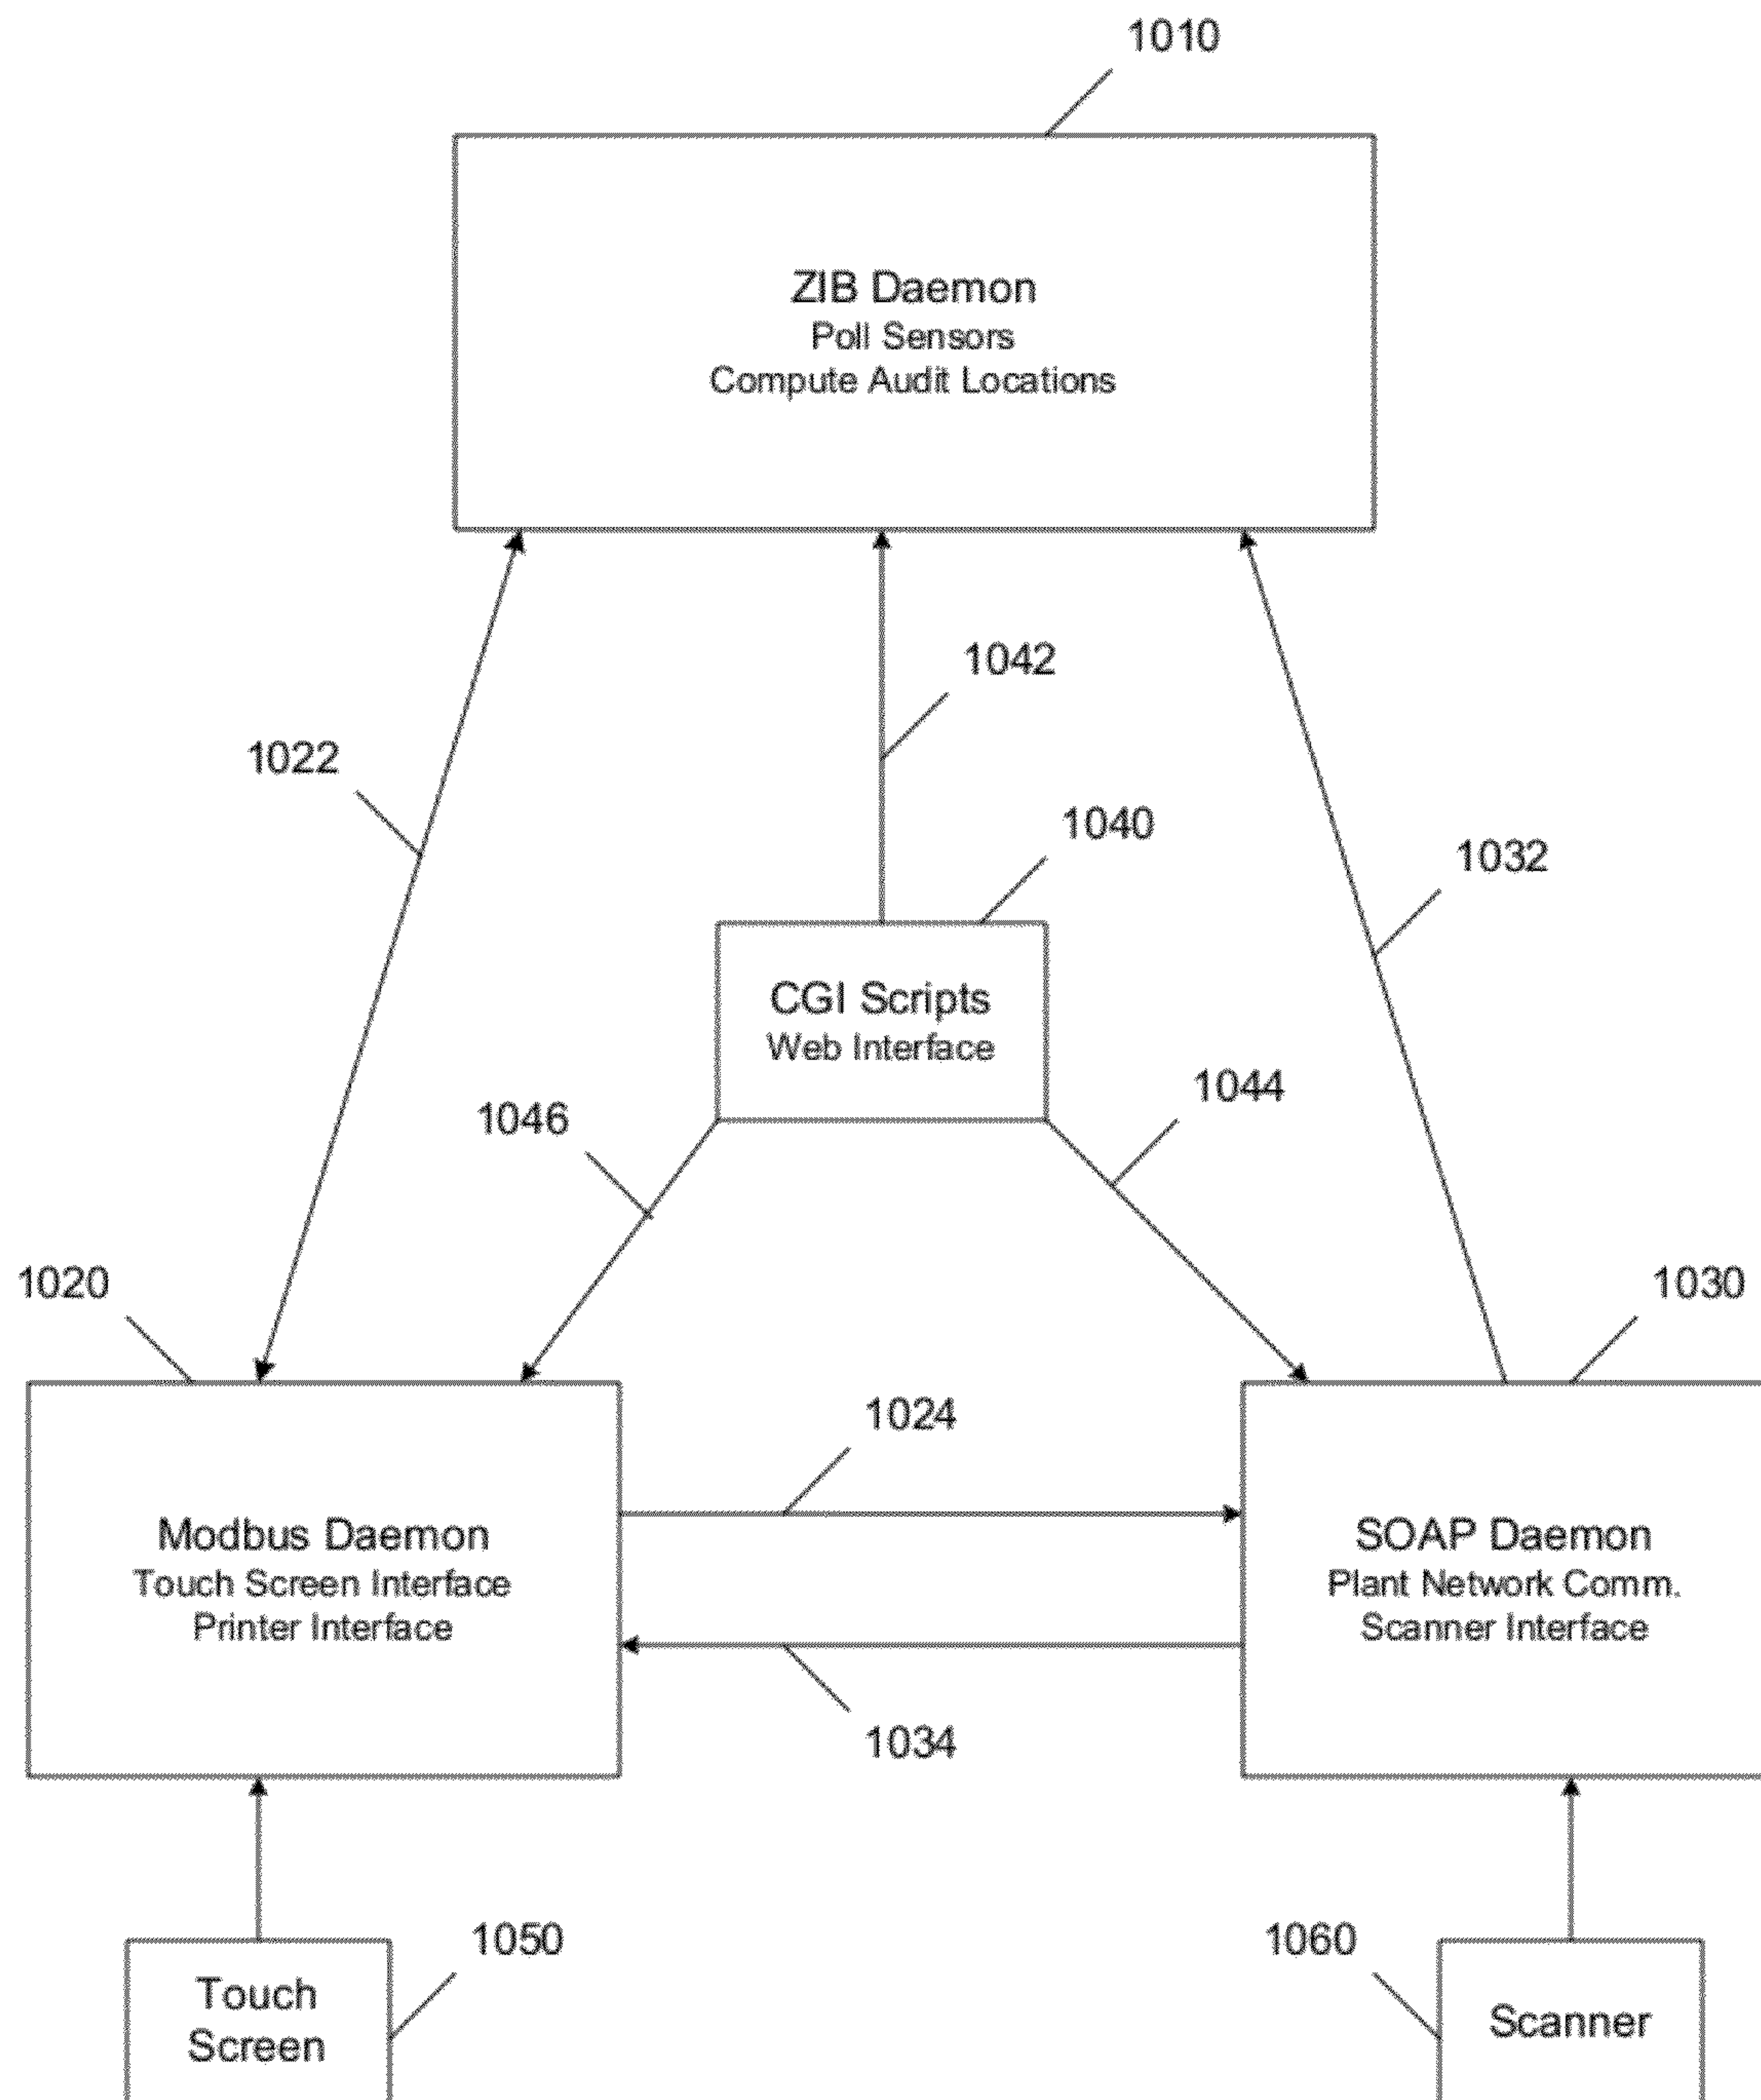 1010
ZIB Daemon
Poll Sensors
Compute Audit Locations
1042
1022
1040
1032
CGI Scripts
Web Interface
1044
1046
1020
1030
1024
Modbus Daemon
Touch Screen Interface
Printer Interface
SOAP Daemon
Plant Network Comm.
Scanner Interface
1034
1050
1060
Touch
Screen
Scanner